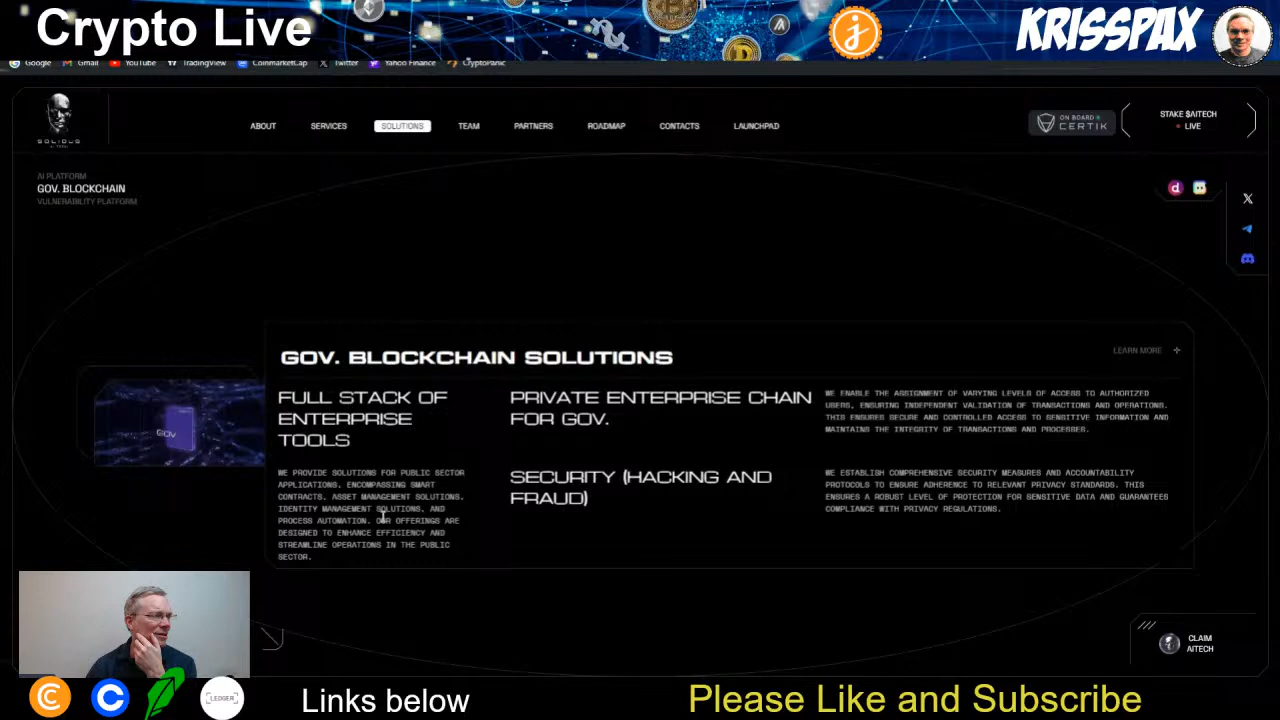 Crypto Live
KRISSPAX
Google Gmail YouTube TradingView CoinmarketCap Twitter Yahoo Finance CryptoPanic
SOLIDUS
AI TECH
ABOUT SERVICES SOLUTIONS TEAM PARTNERS ROADMAP CONTACTS LAUNCHPAD
ON BOARD
CERTIK
STAKE $AITECH
LIVE
AI PLATFORM
GOV. BLOCKCHAIN
VULNERABILITY PLATFORM
GOV. BLOCKCHAIN SOLUTIONS
LEARN MORE +
GOV
FULL STACK OF
ENTERPRISE
TOOLS
WE PROVIDE SOLUTIONS FOR PUBLIC SECTOR
APPLICATIONS, ENCOMPASSING SMART
CONTRACTS, ASSET MANAGEMENT SOLUTIONS,
IDENTITY MANAGEMENT SOLUTIONS, AND
PROCESS AUTOMATION. OUR OFFERINGS ARE
DESIGNED TO ENHANCE EFFICIENCY AND
STREAMLINE OPERATIONS IN THE PUBLIC
SECTOR.
PRIVATE ENTERPRISE CHAIN
FOR GOV.
WE ENABLE THE ASSIGNMENT OF VARYING LEVELS OF ACCESS TO AUTHORIZED
USERS, ENSURING INDEPENDENT VALIDATION OF TRANSACTIONS AND OPERATIONS.
THIS ENSURES SECURE AND CONTROLLED ACCESS TO SENSITIVE INFORMATION AND
MAINTAINS THE INTEGRITY OF TRANSACTIONS AND PROCESSES.
SECURITY (HACKING AND
FRAUD)
WE ESTABLISH COMPREHENSIVE SECURITY MEASURES AND ACCOUNTABILITY
PROTOCOLS TO ENSURE ADHERENCE TO RELEVANT PRIVACY STANDARDS. THIS
ENSURES A ROBUST LEVEL OF PROTECTION FOR SENSITIVE DATA AND GUARANTEES
COMPLIANCE WITH PRIVACY REGULATIONS.
CLAIM
AITECH
LEDGER
Links below
Please Like and Subscribe